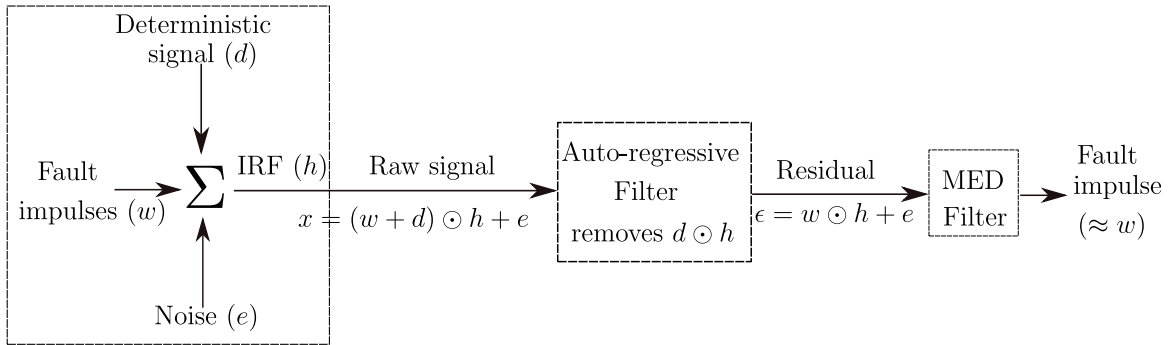 Deterministic
signal (d)
Fault
impulses (w)
∑
Noise (e)
IRF (h)
Raw signal
x = (w + d) ⊙ h + e
Auto-regressive
Filter
removes d ⊙ h
Residual
ϵ = w ⊙ h + e
MED
Filter
Fault
impulse
(≈ w)